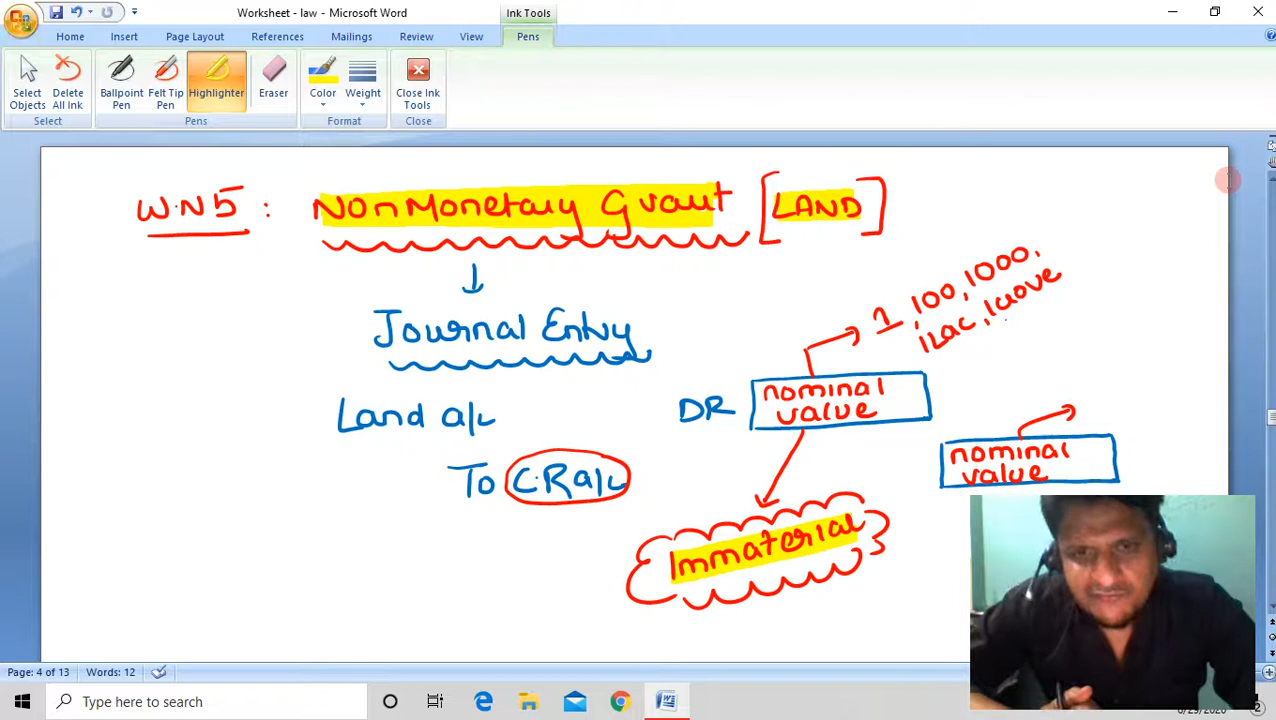 Worksheet - law - Microsoft Word
Ink Tools
Home Insert Page Layout References Mailings Review View Pens
Select Objects
Delete All Ink
Ballpoint Pen
Felt Tip Pen
Highlighter
Eraser
Color
Weight
Close Ink Tools
Select Pens Format Close
W.N 5 : Non Monetary Grant [LAND]
Journal Entry
1, 100, 1000,
1Lac, 1crore
Land a/c DR nominal value
To C.R a/c nominal value
Immaterial
Page: 4 of 13 Words: 12
Type here to search